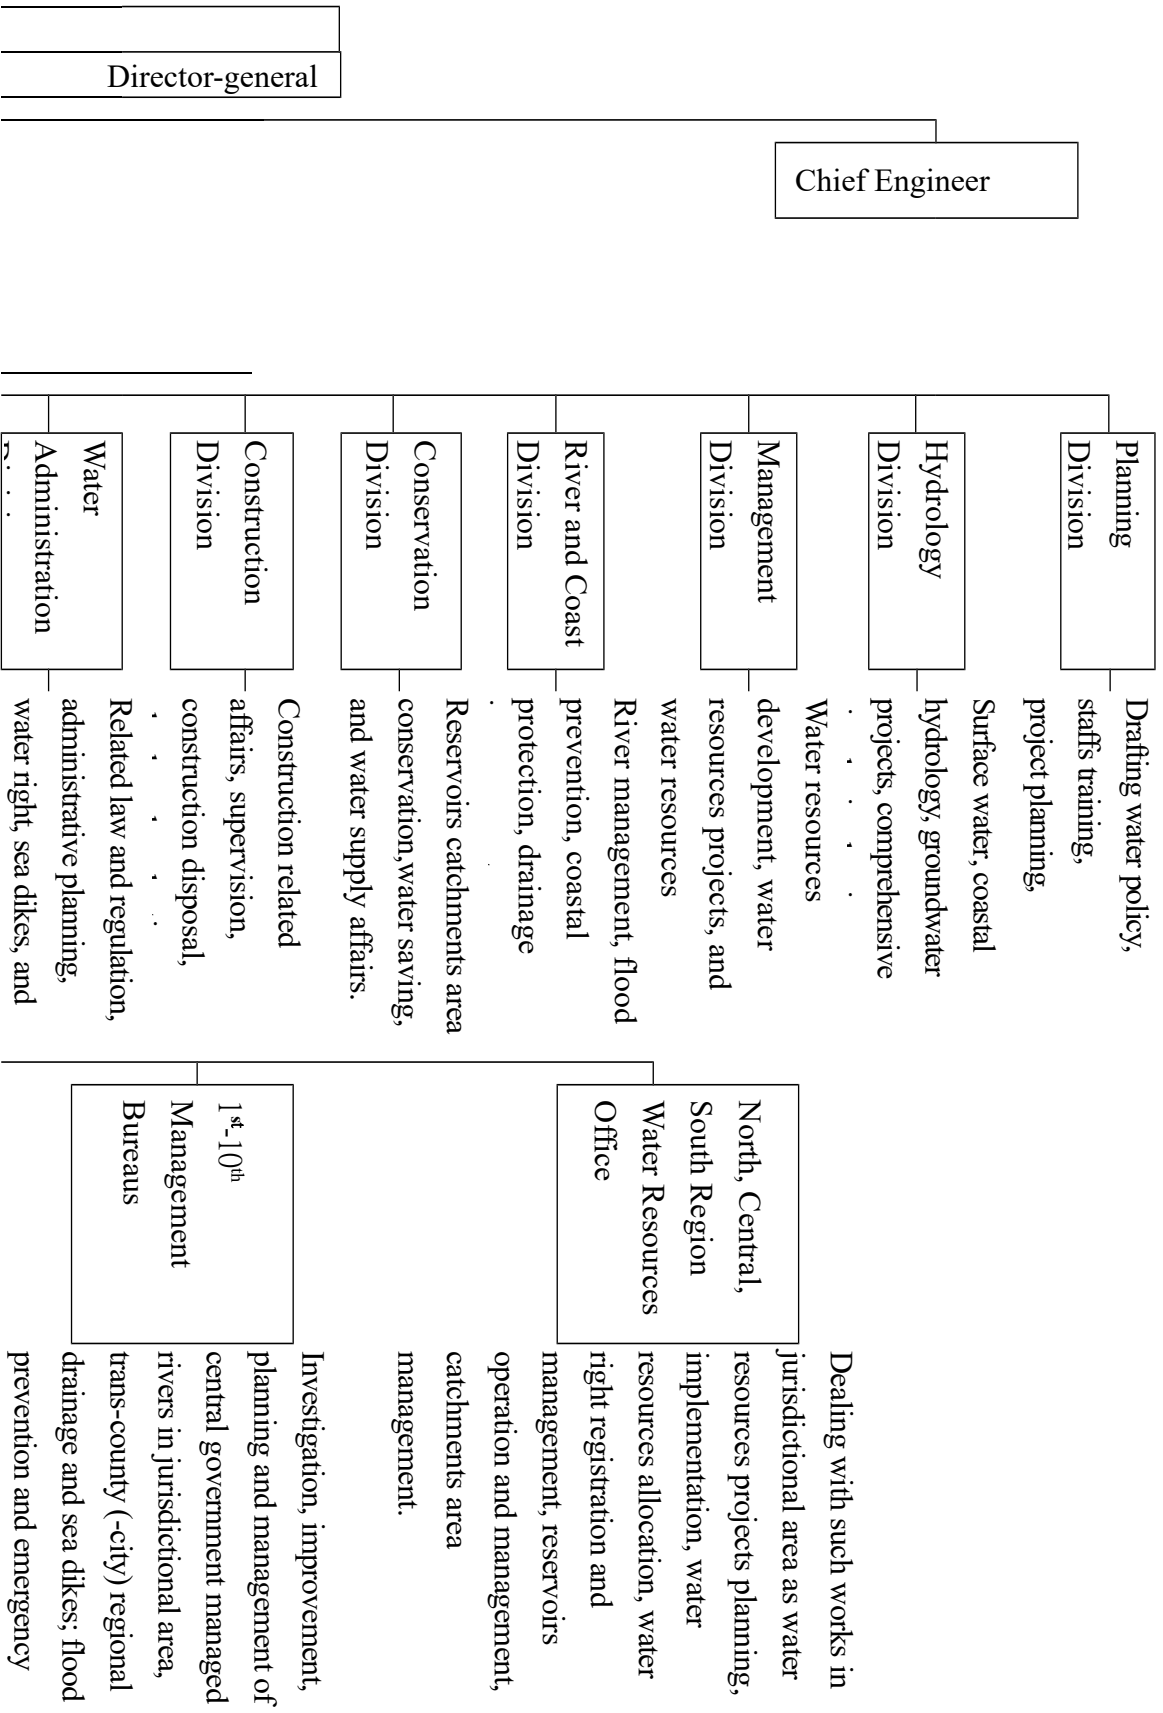 Director-general
Chief Engineer
Planning
Division
Drafting water policy,
staffs training,
project planning,
Hydrology
Division
Surface water, coastal
hydrology, groundwater
projects, comprehensive
Management
Division
Water resources
development, water
resources projects, and
water resources
River and Coast
Division
River management, flood
prevention, coastal
protection, drainage
Conservation
Division
Reservoirs catchments area
conservation,water saving,
and water supply affairs.
Construction
Division
Construction related
affairs, supervision,
construction disposal,
Water
Administration
Related law and regulation,
administrative planning,
water right, sea dikes, and
North, Central,
South Region
Water Resources
Office
Dealing with such works in
jurisdictional area as water
resources projects planning,
implementation, water
resources allocation, water
right registration and
management, reservoirs
operation and management,
catchments area
management.
1st-10th
Management
Bureaus
Investigation, improvement,
planning and management of
central government managed
rivers in jurisdictional area,
trans-county (-city) regional
drainage and sea dikes; flood
prevention and emergency